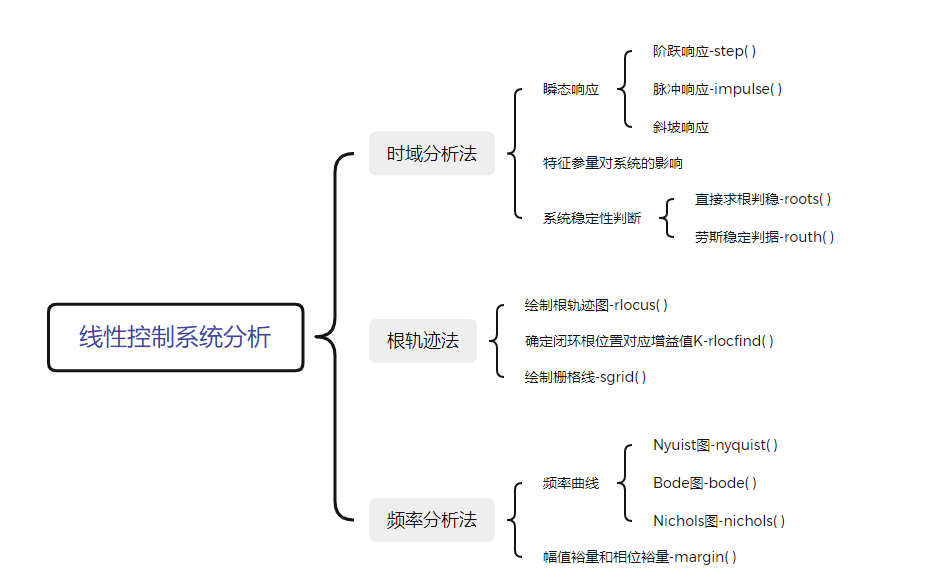 线性控制系统分析
时域分析法
瞬态响应
阶跃响应-step( )
脉冲响应-impulse( )
斜坡响应
特征参量对系统的影响
系统稳定性判断
直接求根判稳-roots( )
劳斯稳定判据-routh( )
根轨迹法
绘制根轨迹图-rlocus( )
确定闭环根位置对应增益值K-rlocfind( )
绘制栅格线-sgrid( )
频率分析法
频率曲线
Nyuist图-nyquist( )
Bode图-bode( )
Nichols图-nichols( )
幅值裕量和相位裕量-margin( )